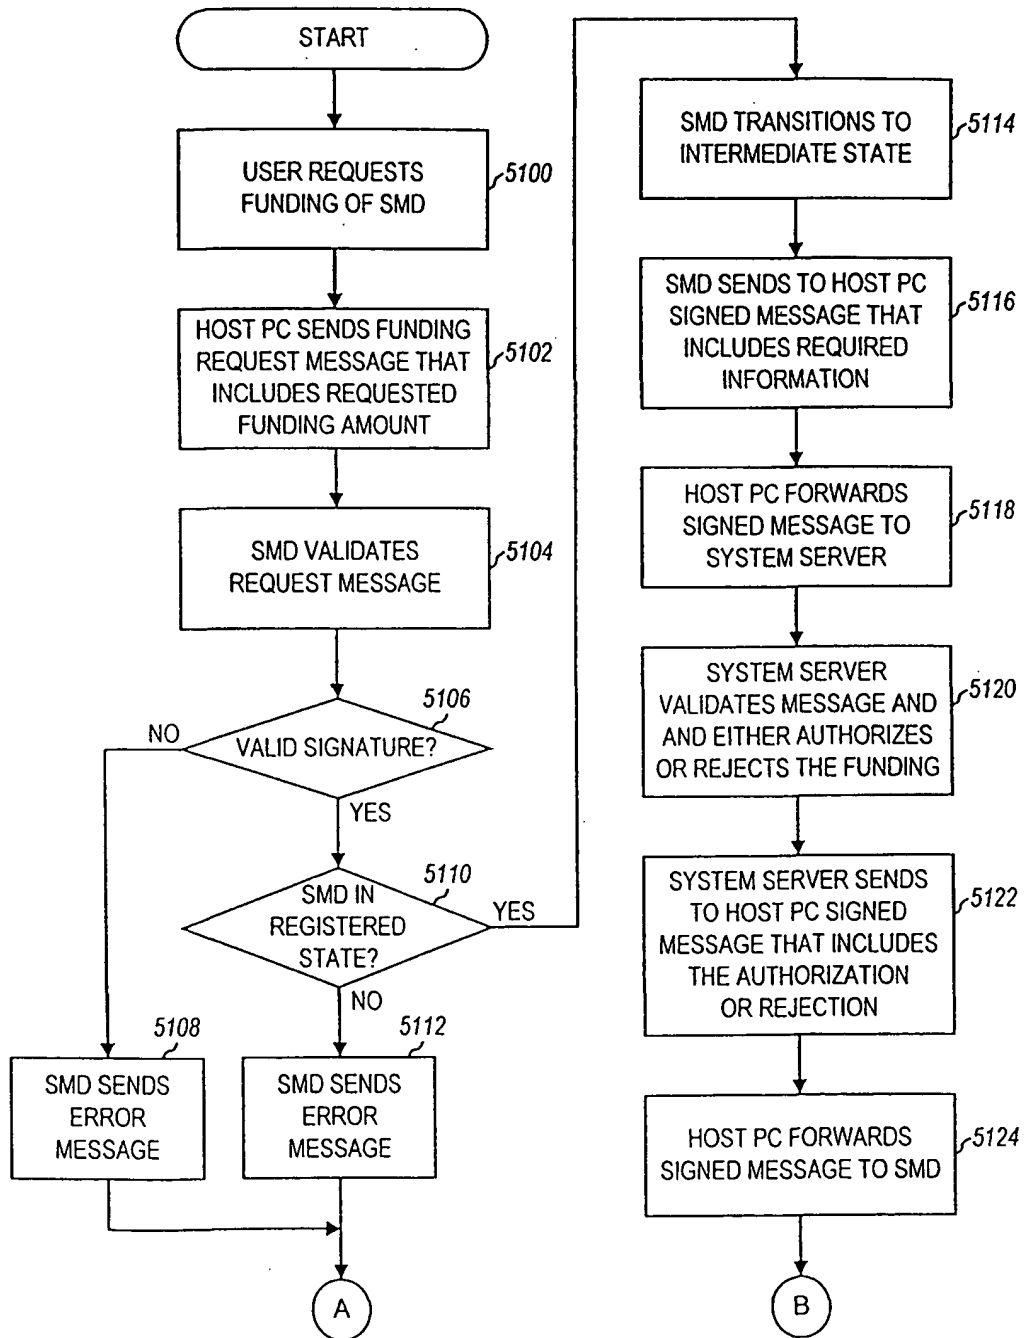 START
USER REQUESTS
FUNDING OF SMD
5100
HOST PC SENDS FUNDING
REQUEST MESSAGE THAT
INCLUDES REQUESTED
FUNDING AMOUNT
5102
SMD VALIDATES
REQUEST MESSAGE
5104
VALID SIGNATURE?
5106
NO
YES
SMD IN
REGISTERED
STATE?
5110
YES
NO
SMD SENDS
ERROR
MESSAGE
5108
SMD SENDS
ERROR
MESSAGE
5112
A
SMD TRANSITIONS TO
INTERMEDIATE STATE
5114
SMD SENDS TO HOST PC
SIGNED MESSAGE THAT
INCLUDES REQUIRED
INFORMATION
5116
HOST PC FORWARDS
SIGNED MESSAGE TO
SYSTEM SERVER
5118
SYSTEM SERVER
VALIDATES MESSAGE AND
AND EITHER AUTHORIZES
OR REJECTS THE FUNDING
5120
SYSTEM SERVER SENDS
TO HOST PC SIGNED
MESSAGE THAT INCLUDES
THE AUTHORIZATION
OR REJECTION
5122
HOST PC FORWARDS
SIGNED MESSAGE TO SMD
5124
B